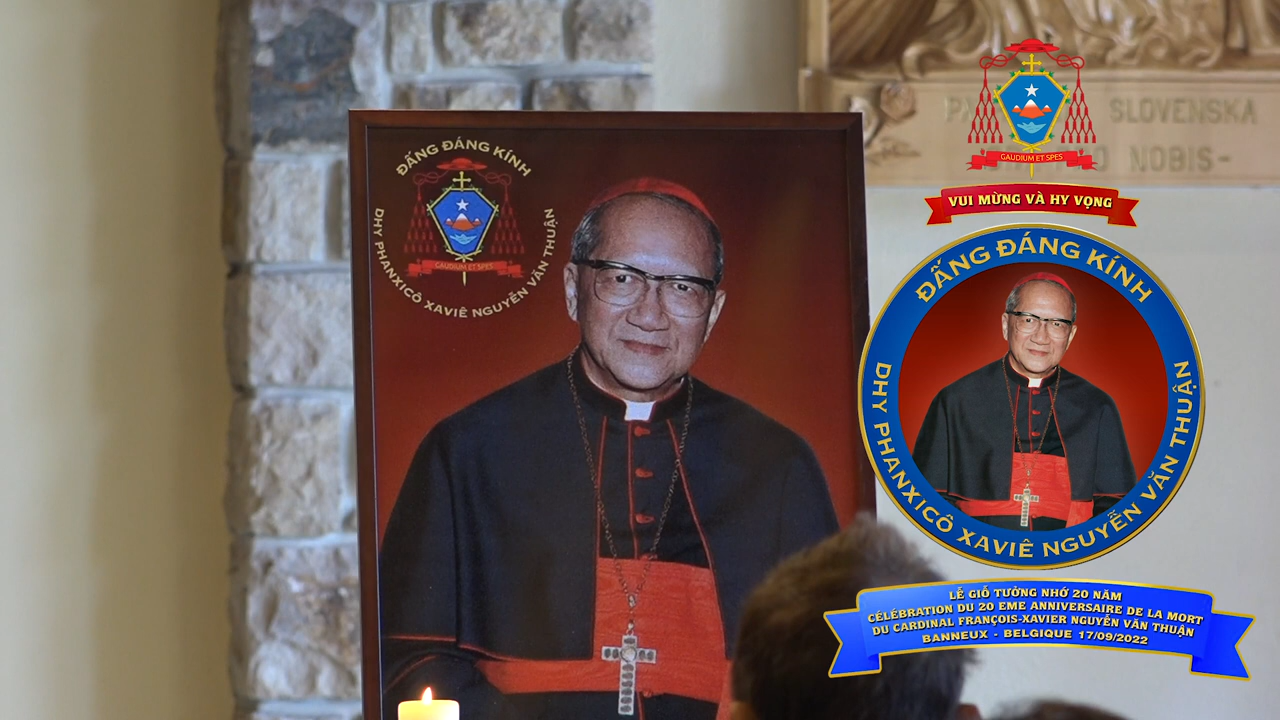 ĐẤNG ĐÁNG KÍNH
GAUDIUM ET SPES
DHY PHANXICÔ XAVIÊ NGUYỄN VĂN THUẬN
SLOVENSKA
NOBIS-
GAUDIUM ET SPES
VUI MỪNG VÀ HY VỌNG
ĐẤNG ĐÁNG KÍNH
DHY PHANXICÔ XAVIÊ NGUYỄN VĂN THUẬN
LỄ GIỖ TƯỞNG NHỚ 20 NĂM
CÉLÉBRATION DU 20 EME ANNIVERSAIRE DE LA MORT
DU CARDINAL FRANÇOIS-XAVIER NGUYỄN VĂN THUẬN
BANNEUX - BELGIQUE 17/09/2022